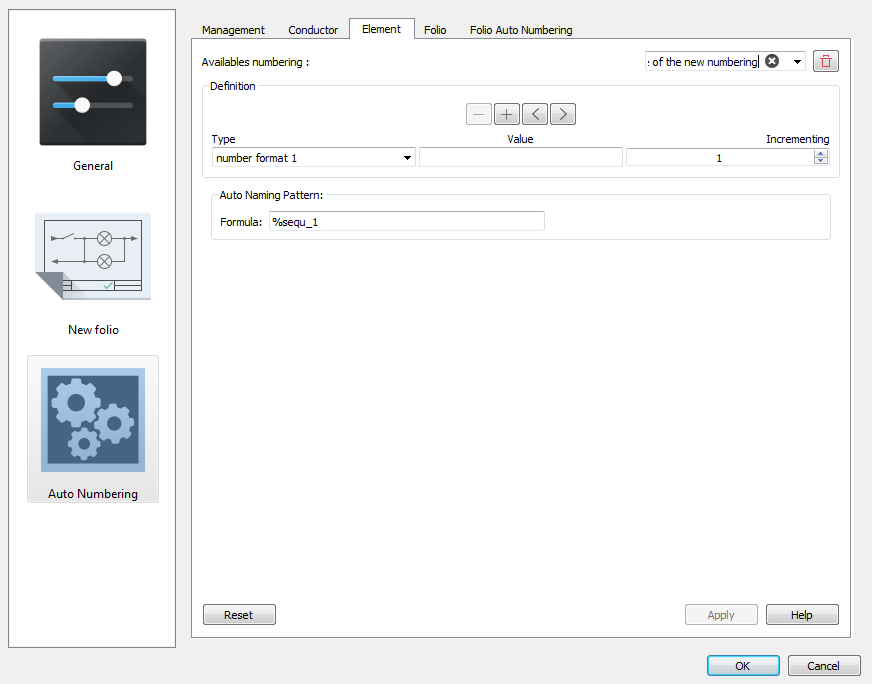 General
New folio
Auto Numbering
Management Conductor Element Folio Folio Auto Numbering
Availables numbering : : of the new numbering
Definition
Type Value Incrementing
number format 1 1
Auto Naming Pattern:
Formula: %sequ_1
Reset Apply Help
OK Cancel